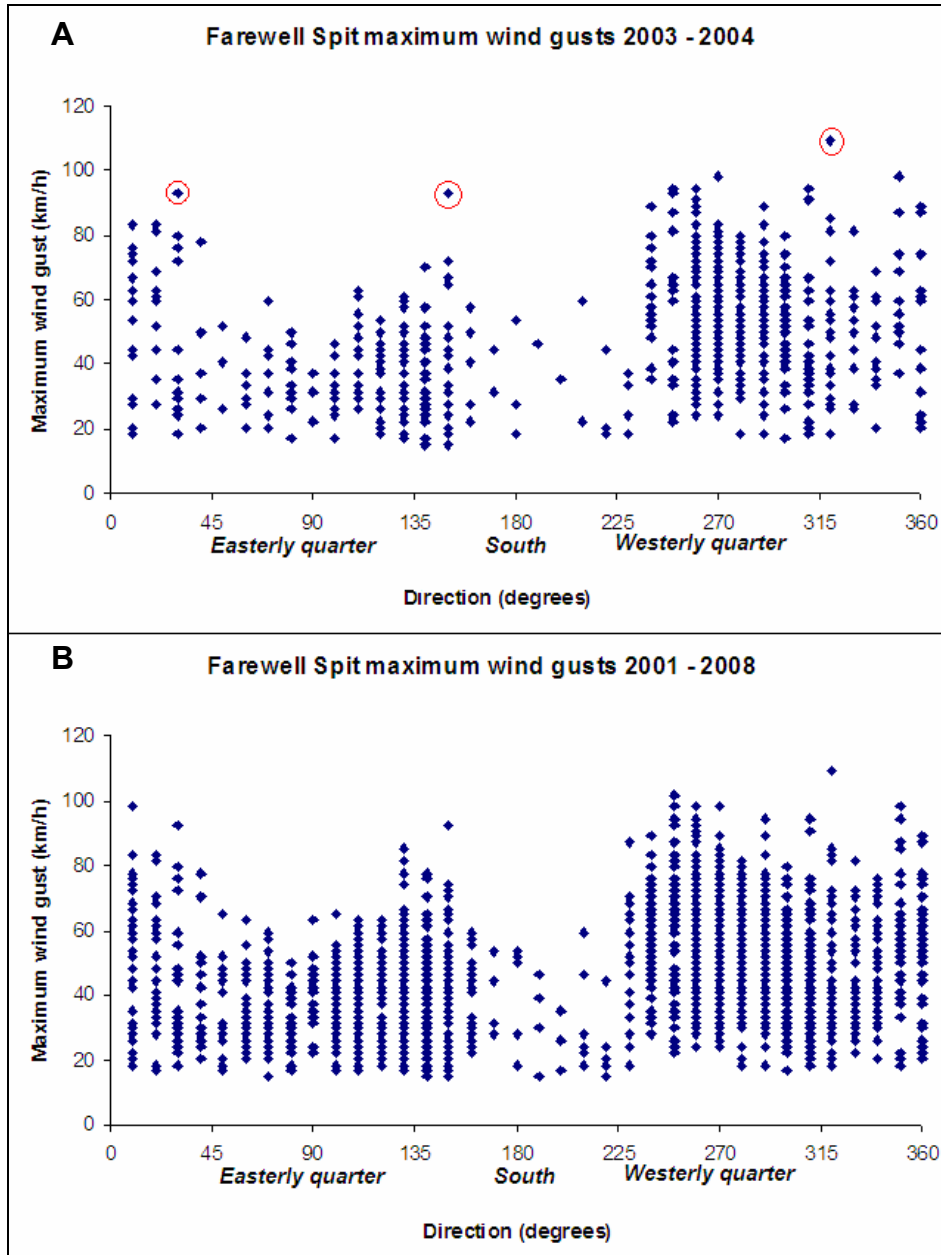 A
Farewell Spit maximum wind gusts 2003 - 2004
Maximum wind gust (km/h)
120
100
80
60
40
20
0
0 45 90 135 180 225 270 315 360
Easterly quarter South Westerly quarter
Direction (degrees)
B
Farewell Spit maximum wind gusts 2001 - 2008
Maximum wind gust (km/h)
120
100
80
60
40
20
0
0 45 90 135 180 225 270 315 360
Easterly quarter South Westerly quarter
Direction (degrees)